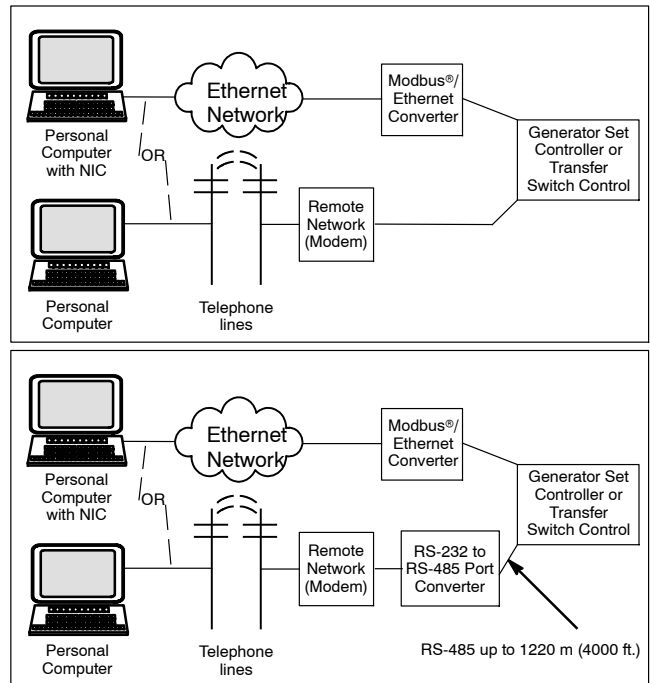 Ethernet
Network
Modbus®/
Ethernet
Converter
Generator Set
Controller or
Transfer
Switch Control
Personal
Computer
with NIC
OR
Remote
Network
(Modem)
Personal
Computer
Telephone
lines
Ethernet
Network
Modbus®/
Ethernet
Converter
Generator Set
Controller or
Transfer
Switch Control
Personal
Computer
with NIC
OR
Remote
Network
(Modem)
RS-232 to
RS-485 Port
Converter
Personal
Computer
Telephone
lines
RS-485 up to 1220 m (4000 ft.)